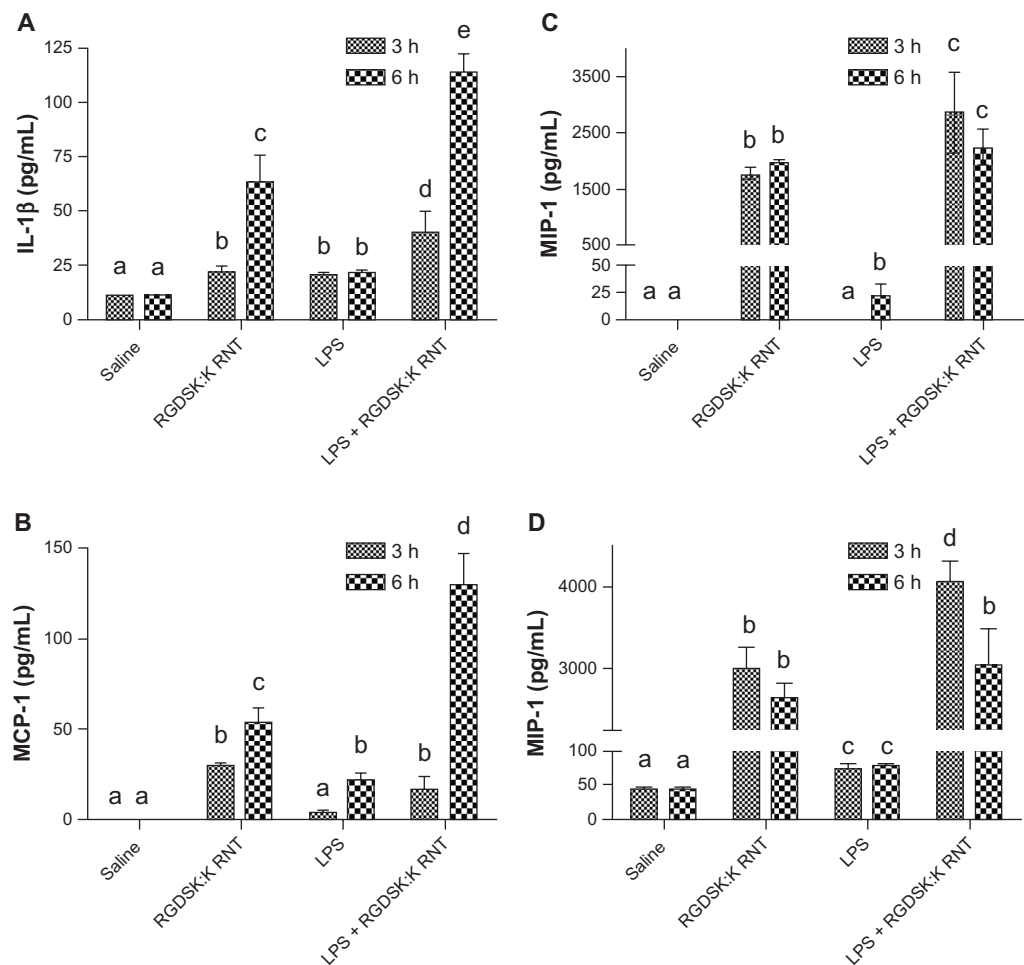 A
IL-1β (pg/mL)
125
100
75
50
25
0
3 h
6 h
a
a
b
c
b
b
d
e
Saline
RGDSK:K RNT
LPS
LPS + RGDSK:K RNT
C
MIP-1 (pg/mL)
3500
2500
1500
500
50
25
0
3 h
6 h
a
a
b
b
a
b
c
c
Saline
RGDSK:K RNT
LPS
LPS + RGDSK:K RNT
B
MCP-1 (pg/mL)
150
100
50
0
3 h
6 h
a
a
b
c
a
b
b
d
Saline
RGDSK:K RNT
LPS
LPS + RGDSK:K RNT
D
MIP-1 (pg/mL)
4000
3000
100
50
0
3 h
6 h
a
a
b
b
c
c
d
b
Saline
RGDSK:K RNT
LPS
LPS + RGDSK:K RNT